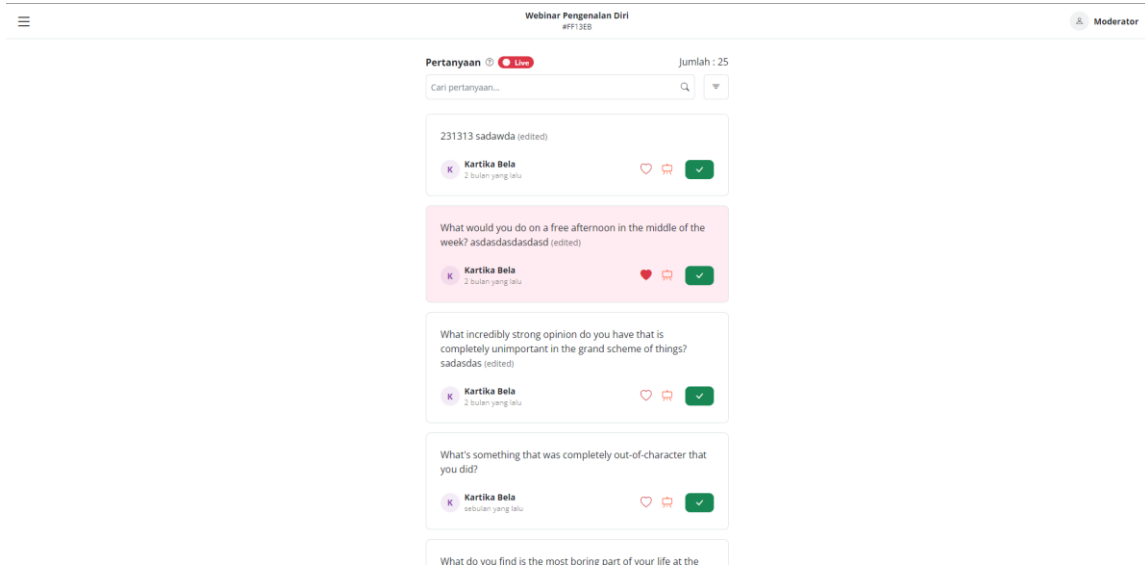 Webinar Pengenalan Diri
#FF13EB
Moderator
Pertanyaan Live
Jumlah : 25
Cari pertanyaan...
231313 sadawda (edited)
K Kartika Bela
2 bulan yang lalu
What would you do on a free afternoon in the middle of the
week? asdasdasdasdasd (edited)
K Kartika Bela
2 bulan yang lalu
What incredibly strong opinion do you have that is
completely unimportant in the grand scheme of things?
sadasdas (edited)
K Kartika Bela
2 bulan yang lalu
What's something that was completely out-of-character that
you did?
K Kartika Bela
sebulan yang lalu
What do you find is the most boring part of your life at the